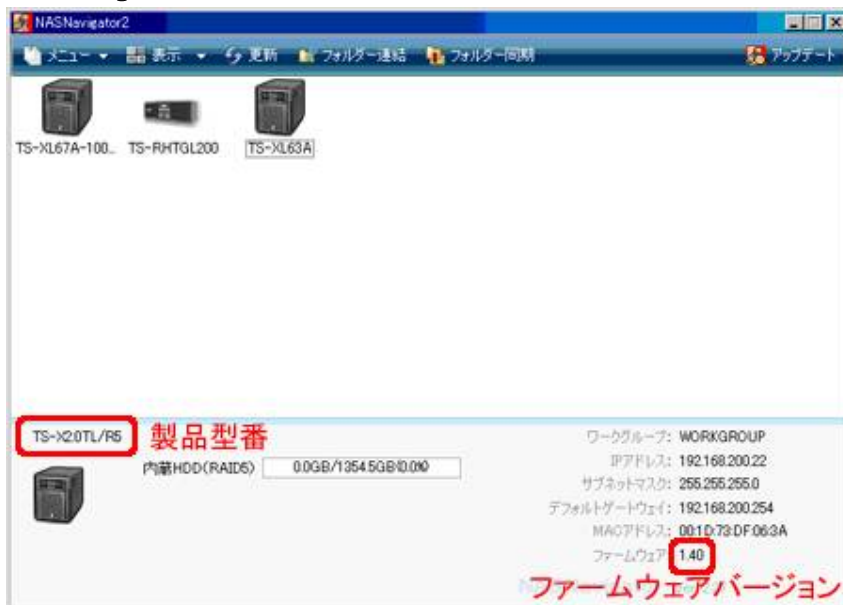 NASNavigator2
メニュー 表示 更新 フォルダー連結 フォルダー同期 アップデート
TS-XL67A-100... TS-RHTGL200 TS-XL63A
TS-X2.0TL/R5 製品型番
内蔵HDD(RAID5) 0.0GB/1354.5GB(0.0%)
ワークグループ: WORKGROUP
IPアドレス: 192.168.200.22
サブネットマスク: 255.255.255.0
デフォルトゲートウェイ: 192.168.200.254
MACアドレス: 00:1D:73:DF:06:3A
ファームウェア: 1.40
ファームウェアバージョン